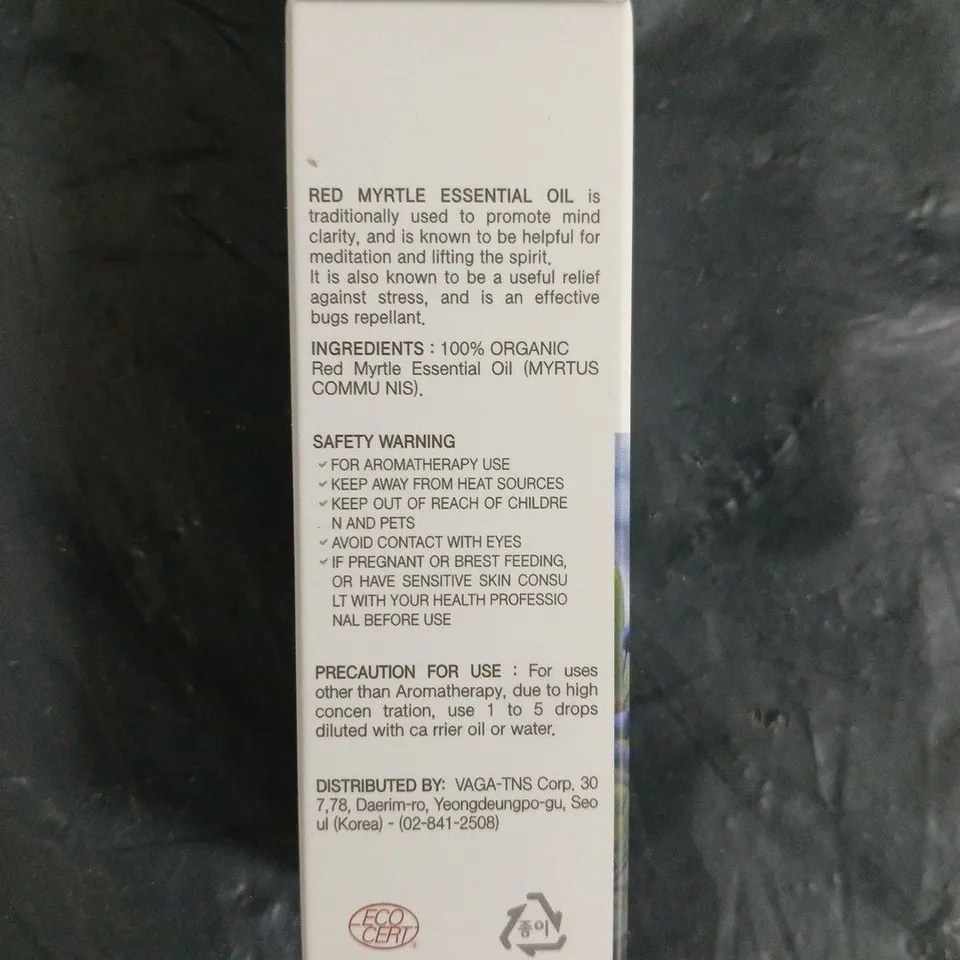 RED MYRTLE ESSENTIAL OIL is
traditionally used to promote mind
clarity, and is known to be helpful for
meditation and lifting the spirit.
It is also known to be a useful relief
against stress, and is an effective
bugs repellant.
INGREDIENTS : 100% ORGANIC
Red Myrtle Essential Oil (MYRTUS
COMMU NIS).
SAFETY WARNING
FOR AROMATHERAPY USE
KEEP AWAY FROM HEAT SOURCES
KEEP OUT OF REACH OF CHILDRE
N AND PETS
AVOID CONTACT WITH EYES
IF PREGNANT OR BREST FEEDING,
OR HAVE SENSITIVE SKIN CONSU
LT WITH YOUR HEALTH PROFESSIO
NAL BEFORE USE
PRECAUTION FOR USE : For uses
other than Aromatherapy, due to high
concen tration, use 1 to 5 drops
diluted with ca rrier oil or water.
DISTRIBUTED BY: VAGA-TNS Corp. 30
7,78, Daerim-ro, Yeongdeungpo-gu, Seo
ul (Korea) - (02-841-2508)
ECO
CERT
종이